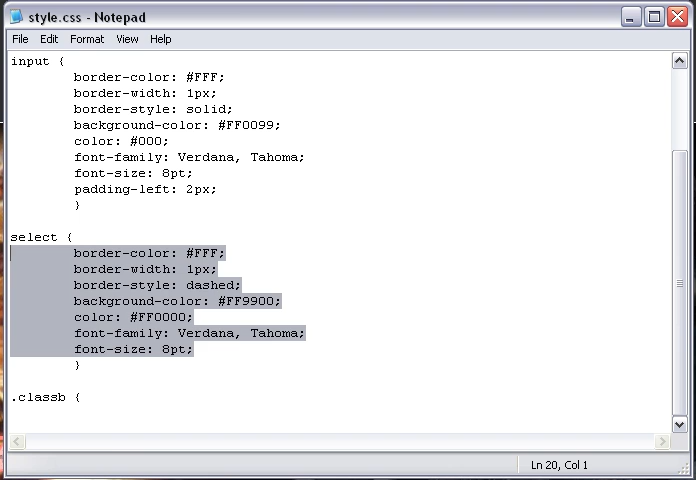 style.css - Notepad
File Edit Format View Help
input {
border-color: #FFF;
border-width: 1px;
border-style: solid;
background-color: #FF0099;
color: #000;
font-family: Verdana, Tahoma;
font-size: 8pt;
padding-left: 2px;
}
select {
border-color: #FFF;
border-width: 1px;
border-style: dashed;
background-color: #FF9900;
color: #FF0000;
font-family: Verdana, Tahoma;
font-size: 8pt;
}
.classb {
Ln 20, Col 1